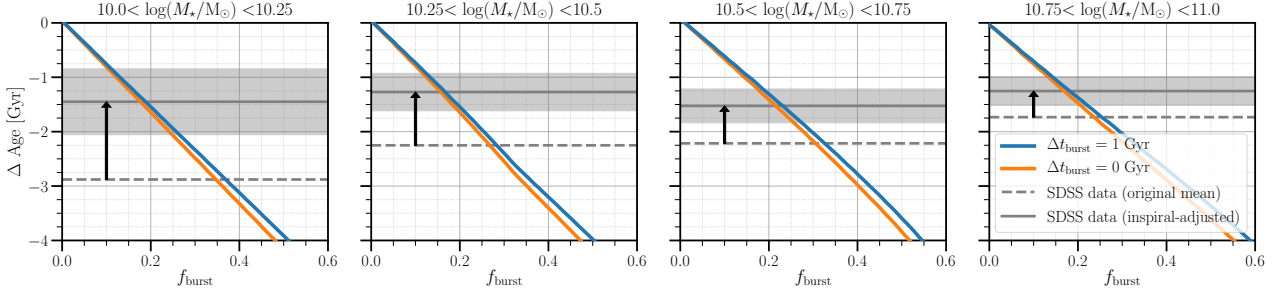 10.0< log(M⋆/M⊙) <10.25
10.25< log(M⋆/M⊙) <10.5
10.5< log(M⋆/M⊙) <10.75
10.75< log(M⋆/M⊙) <11.0
Δ Age [Gyr]
0
−1
−2
−3
−4
0.0 0.2 0.4 0.6
0.0 0.2 0.4 0.6
0.0 0.2 0.4 0.6
0.0 0.2 0.4 0.6
f_burst
f_burst
f_burst
f_burst
Δt_burst = 1 Gyr
Δt_burst = 0 Gyr
SDSS data (original mean)
SDSS data (inspiral-adjusted)